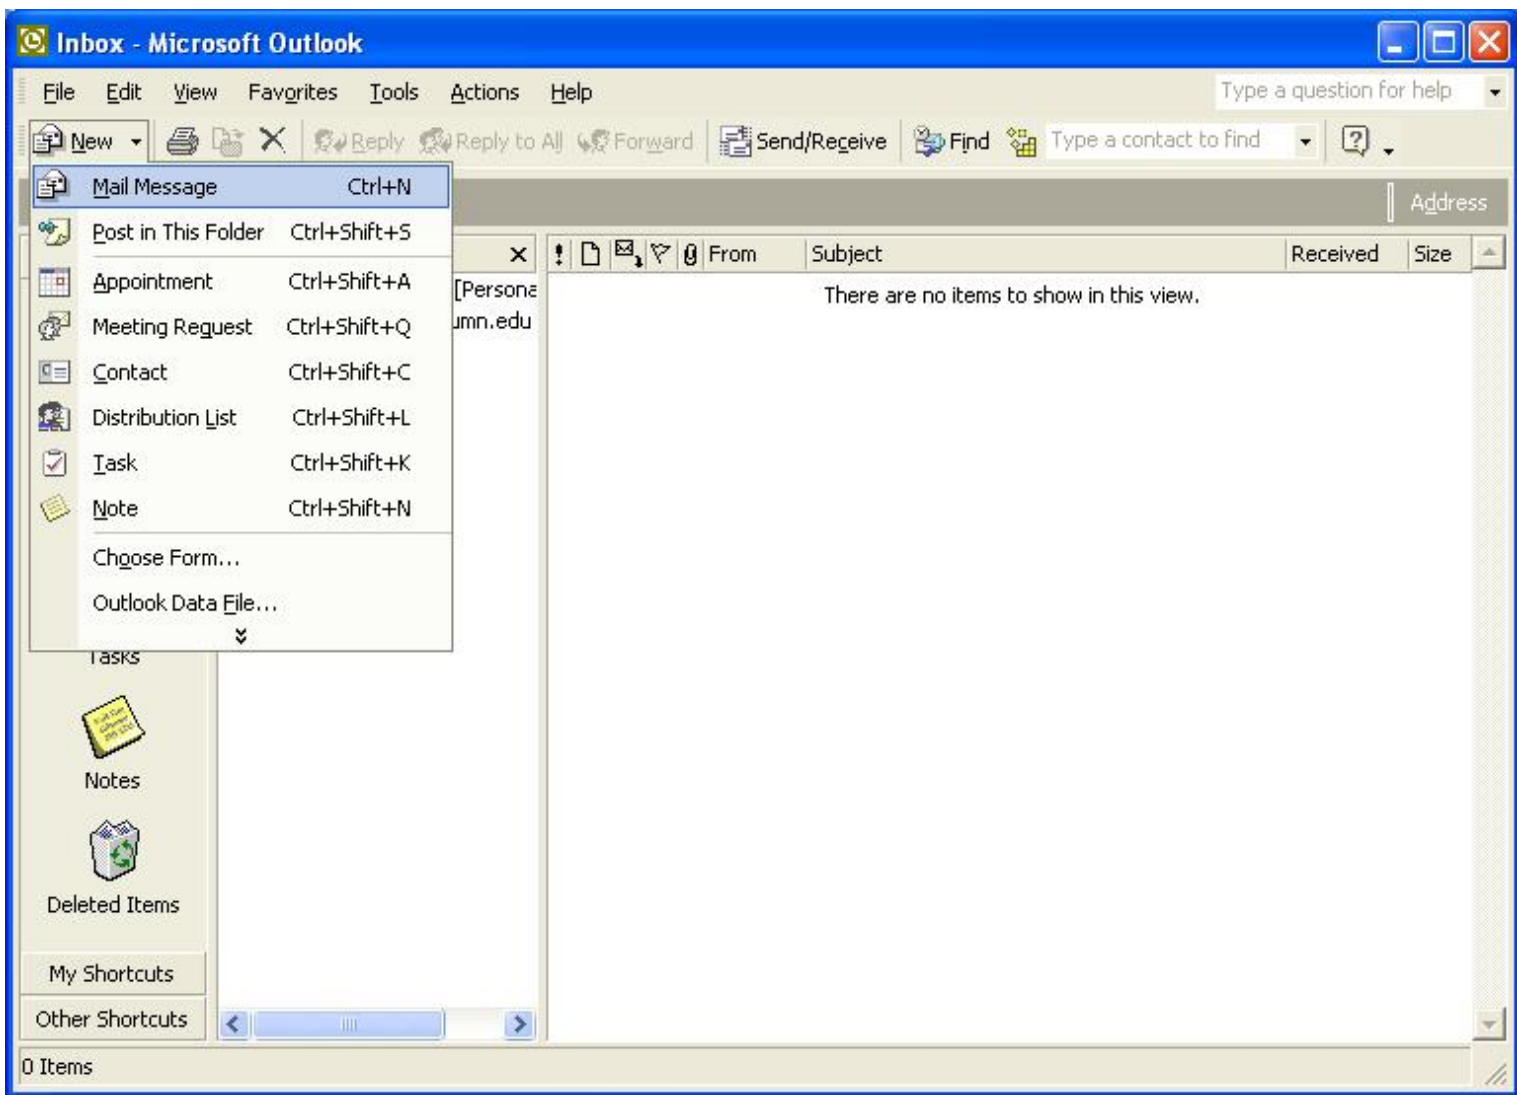 Inbox - Microsoft Outlook
File Edit View Favorites Tools Actions Help Type a question for help
New Reply Reply to All Forward Send/Receive Find Type a contact to find
Mail Message Ctrl+N
Address
Post in This Folder Ctrl+Shift+S
From Subject Received Size
Appointment Ctrl+Shift+A
[Persona
There are no items to show in this view.
Meeting Request Ctrl+Shift+Q
umn.edu
Contact Ctrl+Shift+C
Distribution List Ctrl+Shift+L
Task Ctrl+Shift+K
Note Ctrl+Shift+N
Choose Form...
Outlook Data File...
Tasks
Notes
Deleted Items
My Shortcuts
Other Shortcuts
0 Items